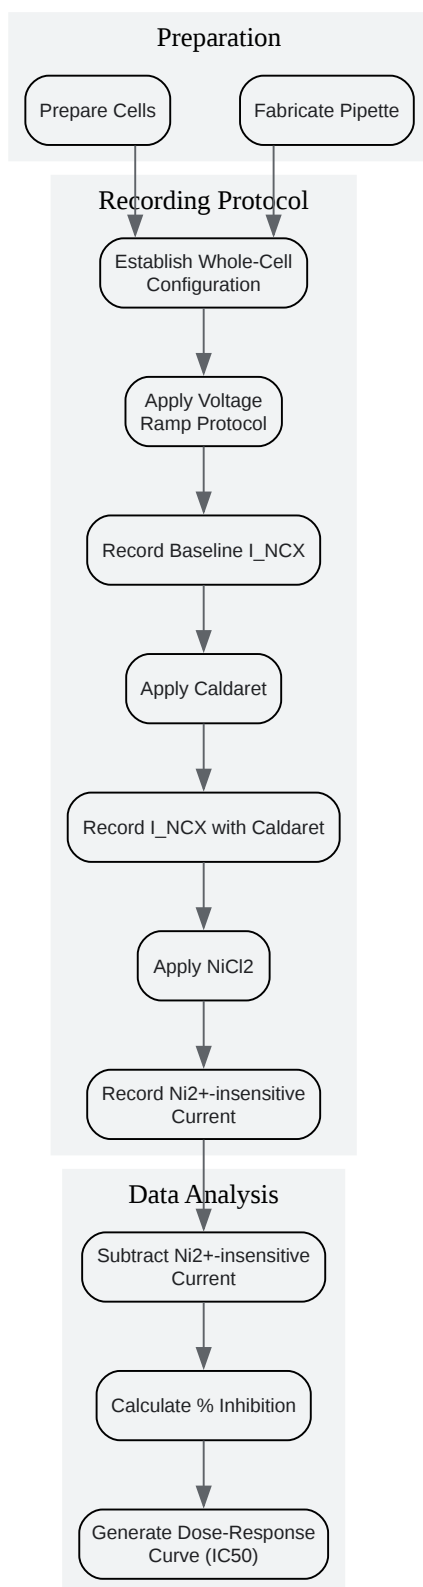 Preparation
Prepare Cells
Fabricate Pipette
Recording Protocol
Establish Whole-Cell
Configuration
Apply Voltage
Ramp Protocol
Record Baseline I_NCX
Apply Caldaret
Record I_NCX with Caldaret
Apply NiCl2
Record Ni2+-insensitive
Current
Data Analysis
Subtract Ni2+-insensitive
Current
Calculate % Inhibition
Generate Dose-Response
Curve (IC50)